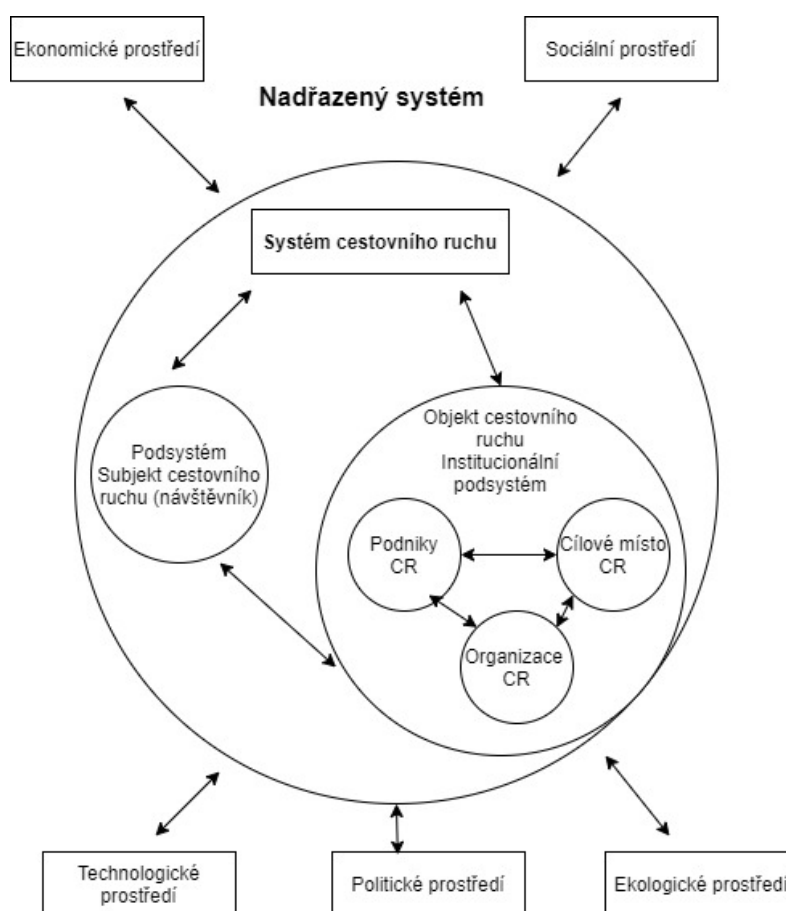 Ekonomické prostředí
Sociální prostředí
Nadřazený systém
Systém cestovního ruchu
Podsystém
Subjekt cestovního
ruchu (návštěvník)
Objekt cestovního
ruchu
Institucionální
podsystém
Podniky
CR
Cílové místo
CR
Organizace
CR
Technologické
prostředí
Politické prostředí
Ekologické prostředí